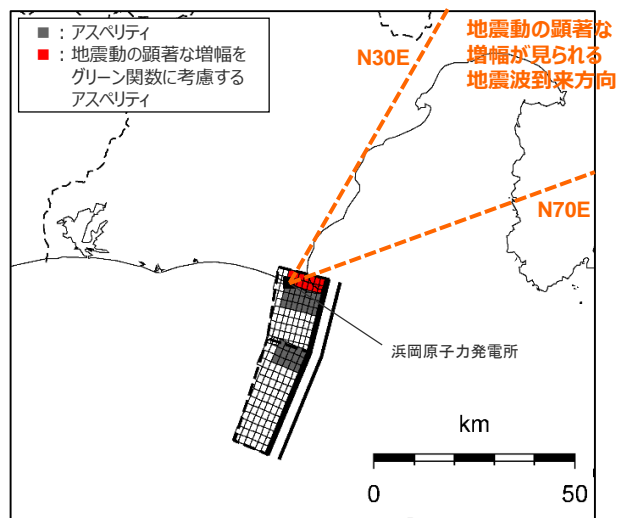 ■ : アスペリティ
■ : 地震動の顕著な増幅を
グリーン関数に考慮する
アスペリティ
地震動の顕著な
増幅が見られる
地震波到来方向
N30E
N70E
浜岡原子力発電所
km
0 50